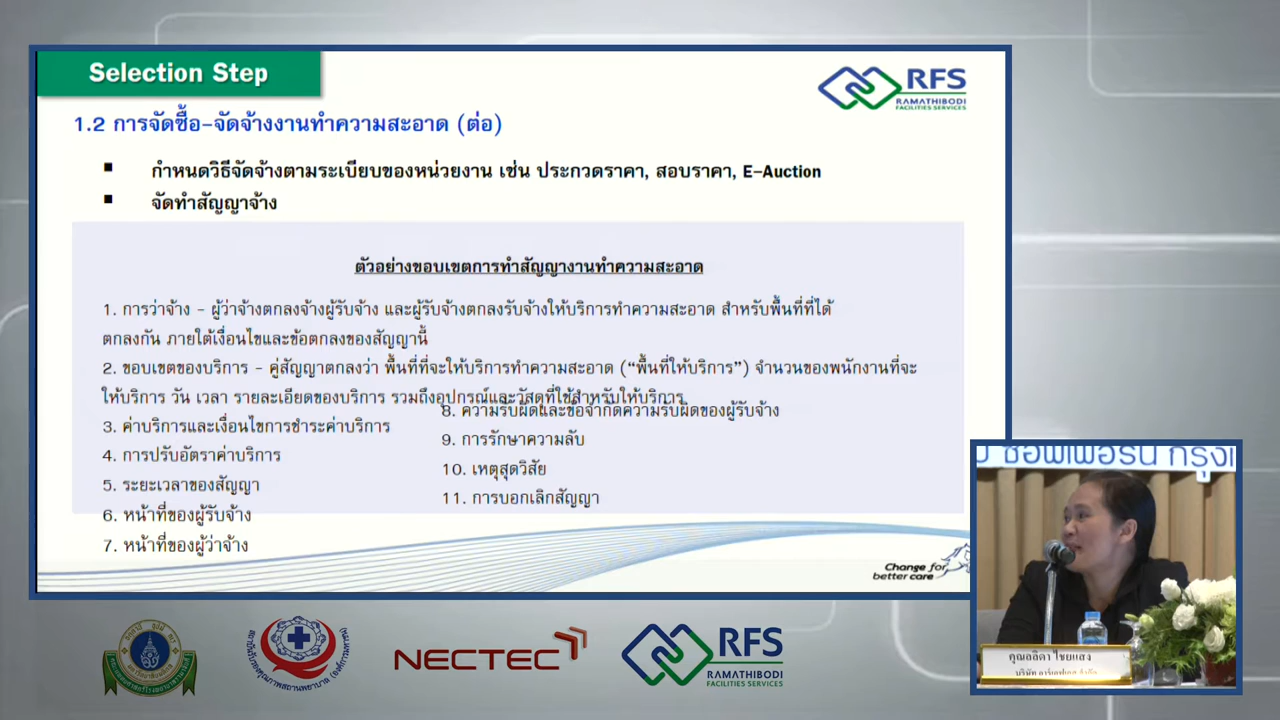 Selection Step
RFS
RAMATHIBODI
FACILITIES SERVICES
1.2 การจัดซื้อ-จัดจ้างงานทำความสะอาด (ต่อ)
▪ กำหนดวิธีจัดจ้างตามระเบียบของหน่วยงาน เช่น ประกวดราคา, สอบราคา, E-Auction
▪ จัดทำสัญญาจ้าง
ตัวอย่างขอบเขตการทำสัญญางานทำความสะอาด
1. การว่าจ้าง - ผู้ว่าจ้างตกลงจ้างผู้รับจ้าง และผู้รับจ้างตกลงรับจ้างให้บริการทำความสะอาด สำหรับพื้นที่ที่ได้
ตกลงกัน ภายใต้เงื่อนไขและข้อตกลงของสัญญานี้
2. ขอบเขตของบริการ - คู่สัญญาตกลงว่า พื้นที่ที่จะให้บริการทำความสะอาด (“พื้นที่ให้บริการ”) จำนวนของพนักงานที่จะ
ให้บริการ วัน เวลา รายละเอียดของบริการ รวมถึงอุปกรณ์และวัสดุที่ใช้สำหรับให้บริการ
3. ค่าบริการและเงื่อนไขการชำระค่าบริการ
4. การปรับอัตราค่าบริการ
5. ระยะเวลาของสัญญา
6. หน้าที่ของผู้รับจ้าง
7. หน้าที่ของผู้ว่าจ้าง
8. ความรับผิดและข้อจำกัดความรับผิดของผู้รับจ้าง
9. การรักษาความลับ
10. เหตุสุดวิสัย
11. การบอกเลิกสัญญา
Change for
better care
คุณลลิดา ไชยแสง
NECTEC
RFS
RAMATHIBODI
FACILITIES SERVICES